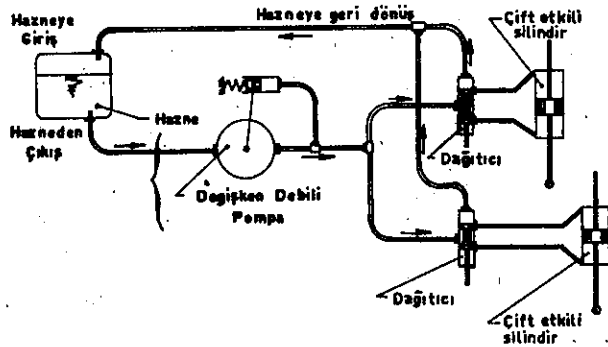 Hazneye
Giriş
Hazneye geri dönüş
Çift etkili
silindir
Hazne
Hazneden
Çıkış
Dağıtıcı
Değişken Debili
Pompa
Dağıtıcı
Çift etkili
silindir